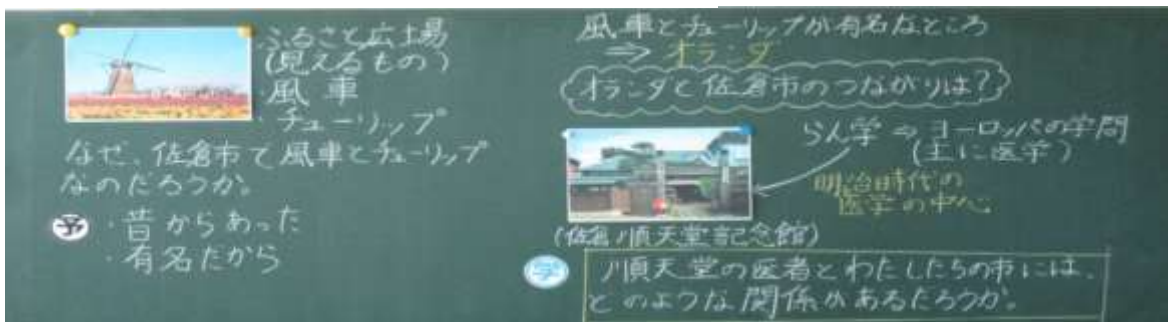 ふるさと広場
(見えるもの)
風車
チューリップ
なぜ、佐倉市で風車とチューリップ
なのだろうか。
予
・昔からあった
・有名だから
風車とチューリップが有名なところ
⇒ オランダ
オランダと佐倉市のつながりは?
らん学 ⇒ ヨーロッパの学問
(主に医学)
明治時代の
医学の中心
(佐倉順天堂記念館)
学
順天堂の医者とわたしたちの市には、
どのような関係があるだろうか。